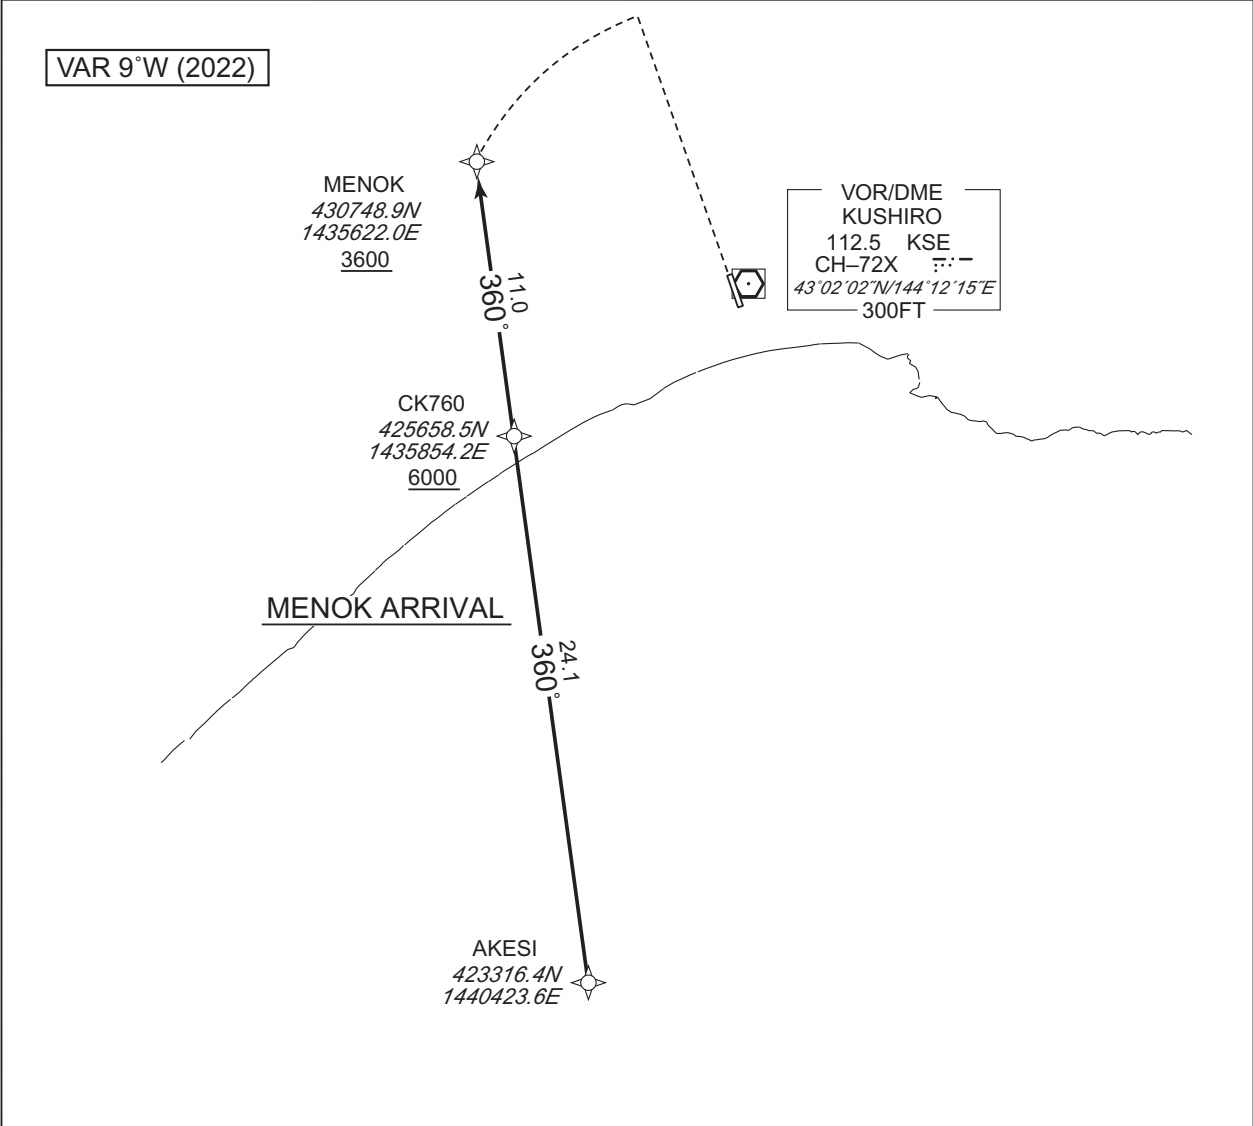 VAR 9˚W (2022)
MENOK
430748.9N
1435622.0E
3600
VOR/DME
KUSHIRO
112.5 KSE
CH–72X
43˚02´02˝N/144˚12´15˝E
300FT
11.0
360˚
CK760
425658.5N
1435854.2E
6000
MENOK ARRIVAL
24.1
360˚
AKESI
423316.4N
1440423.6E